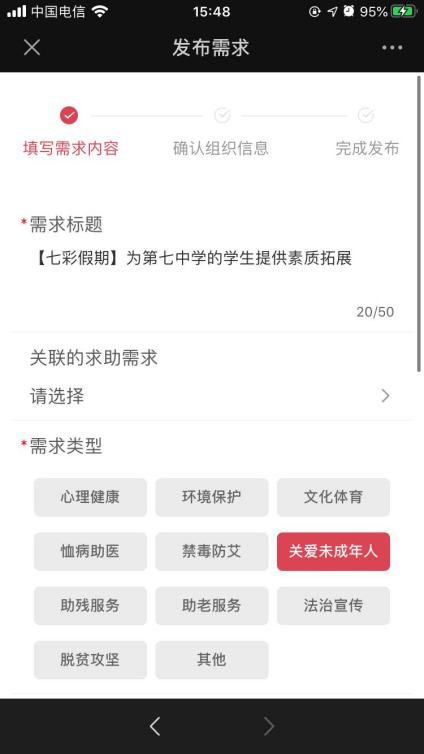 中国电信 15:48 95%
发布需求
填写需求内容 确认组织信息 完成发布
*需求标题
【七彩假期】为第七中学的学生提供素质拓展
20/50
关联的求助需求
请选择
*需求类型
心理健康 环境保护 文化体育
恤病助医 禁毒防艾 关爱未成年人
助残服务 助老服务 法治宣传
脱贫攻坚 其他